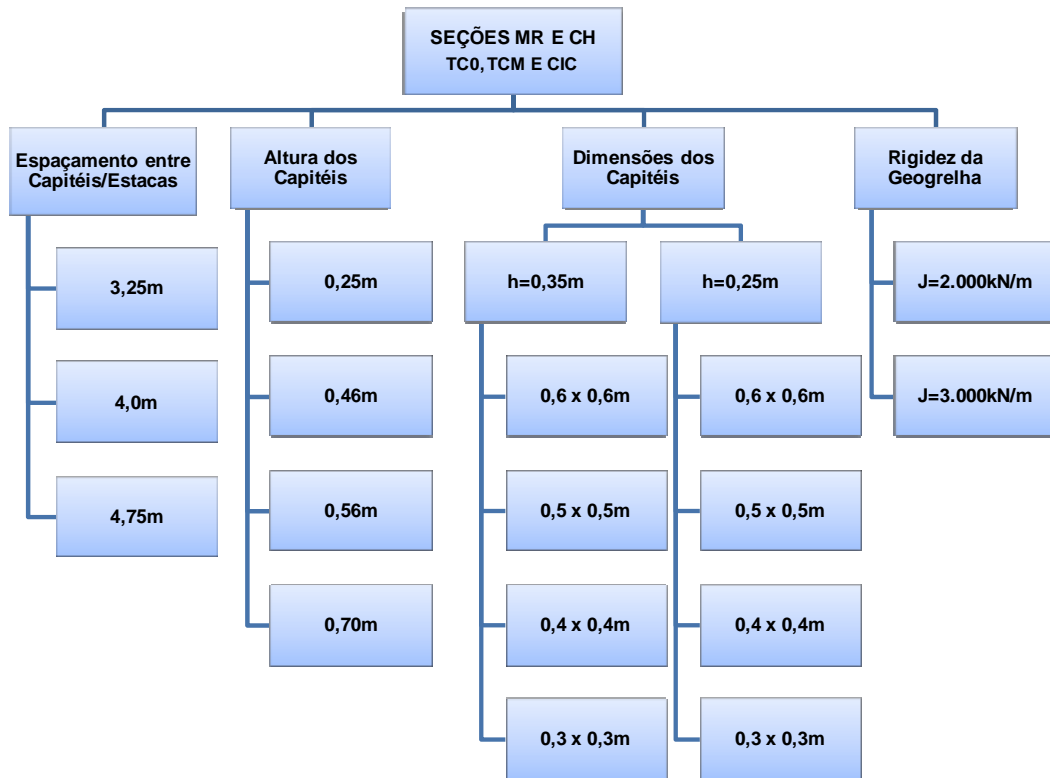 SEÇÕES MR E CH
TC0, TCM E CIC
Espaçamento entre
Capitéis/Estacas
3,25m
4,0m
4,75m
Altura dos
Capitéis
0,25m
0,46m
0,56m
0,70m
Dimensões dos
Capitéis
h=0,35m
0,6 x 0,6m
0,5 x 0,5m
0,4 x 0,4m
0,3 x 0,3m
h=0,25m
0,6 x 0,6m
0,5 x 0,5m
0,4 x 0,4m
0,3 x 0,3m
Rigidez da
Geogrelha
J=2.000kN/m
J=3.000kN/m